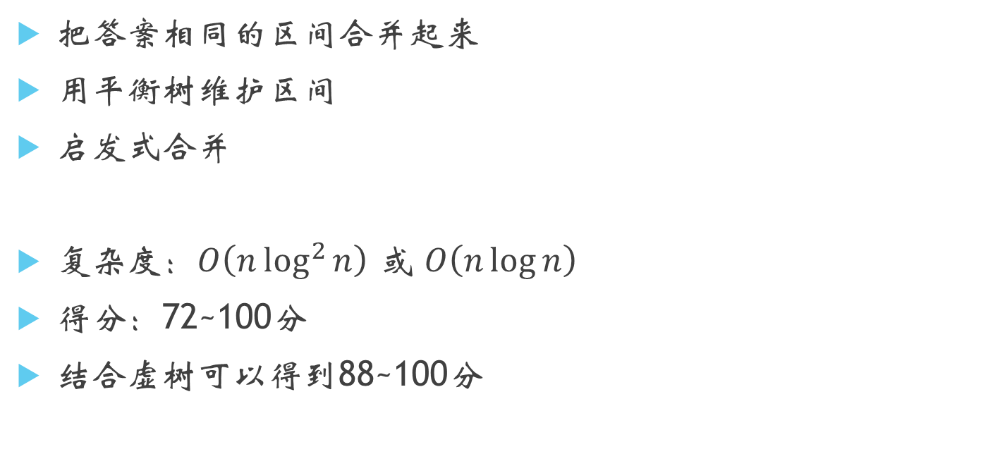 把答案相同的区间合并起来
用平衡树维护区间
启发式合并
复杂度：O(n log² n) 或 O(n log n)
得分：72~100分
结合虚树可以得到88~100分